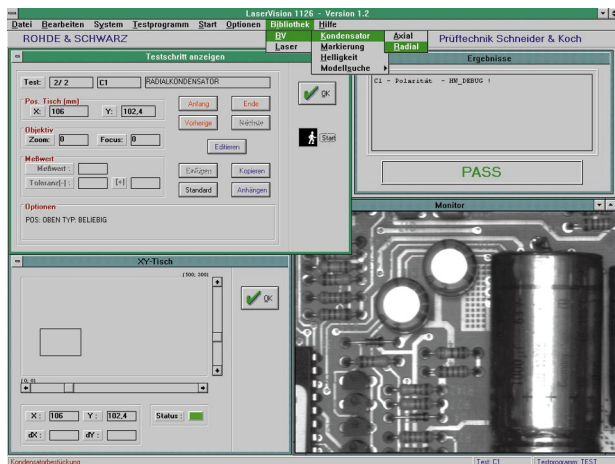 LaserVision 1126 - Version 1.2
Datei Bearbeiten System Testprogramm Start Optionen Bibliothek Hilfe
BV
Laser
Kondensator
Markierung
Helligkeit
Modellsuche
Axial
Radial
ROHDE & SCHWARZ
Prüftechnik Schneider & Koch
Testschritt anzeigen
Test: 2/ 2 C1 RADIALKONDENSATOR
Pos. Tisch (mm)
X: 106 Y: 102,4
Objektiv
Zoom: 0 Focus: 0
Meßwert
Meßwert :
Toleranz[-] : [+]
Anfang Ende
Vorherige Nächste
Editieren
Einfügen Kopieren
Standard Anhängen
OK
Start
Optionen
POS: OBEN TYP: BELIEBIG
Ergebnisse
C1 - Polarität - HW_DEBUG !
PASS
XY-Tisch
(500; 300)
(0; 0)
OK
X : 106 Y : 102,4 Status :
dX : dY :
Monitor
Kondensatorbestückung Test: C1 Testprogramm: TEST